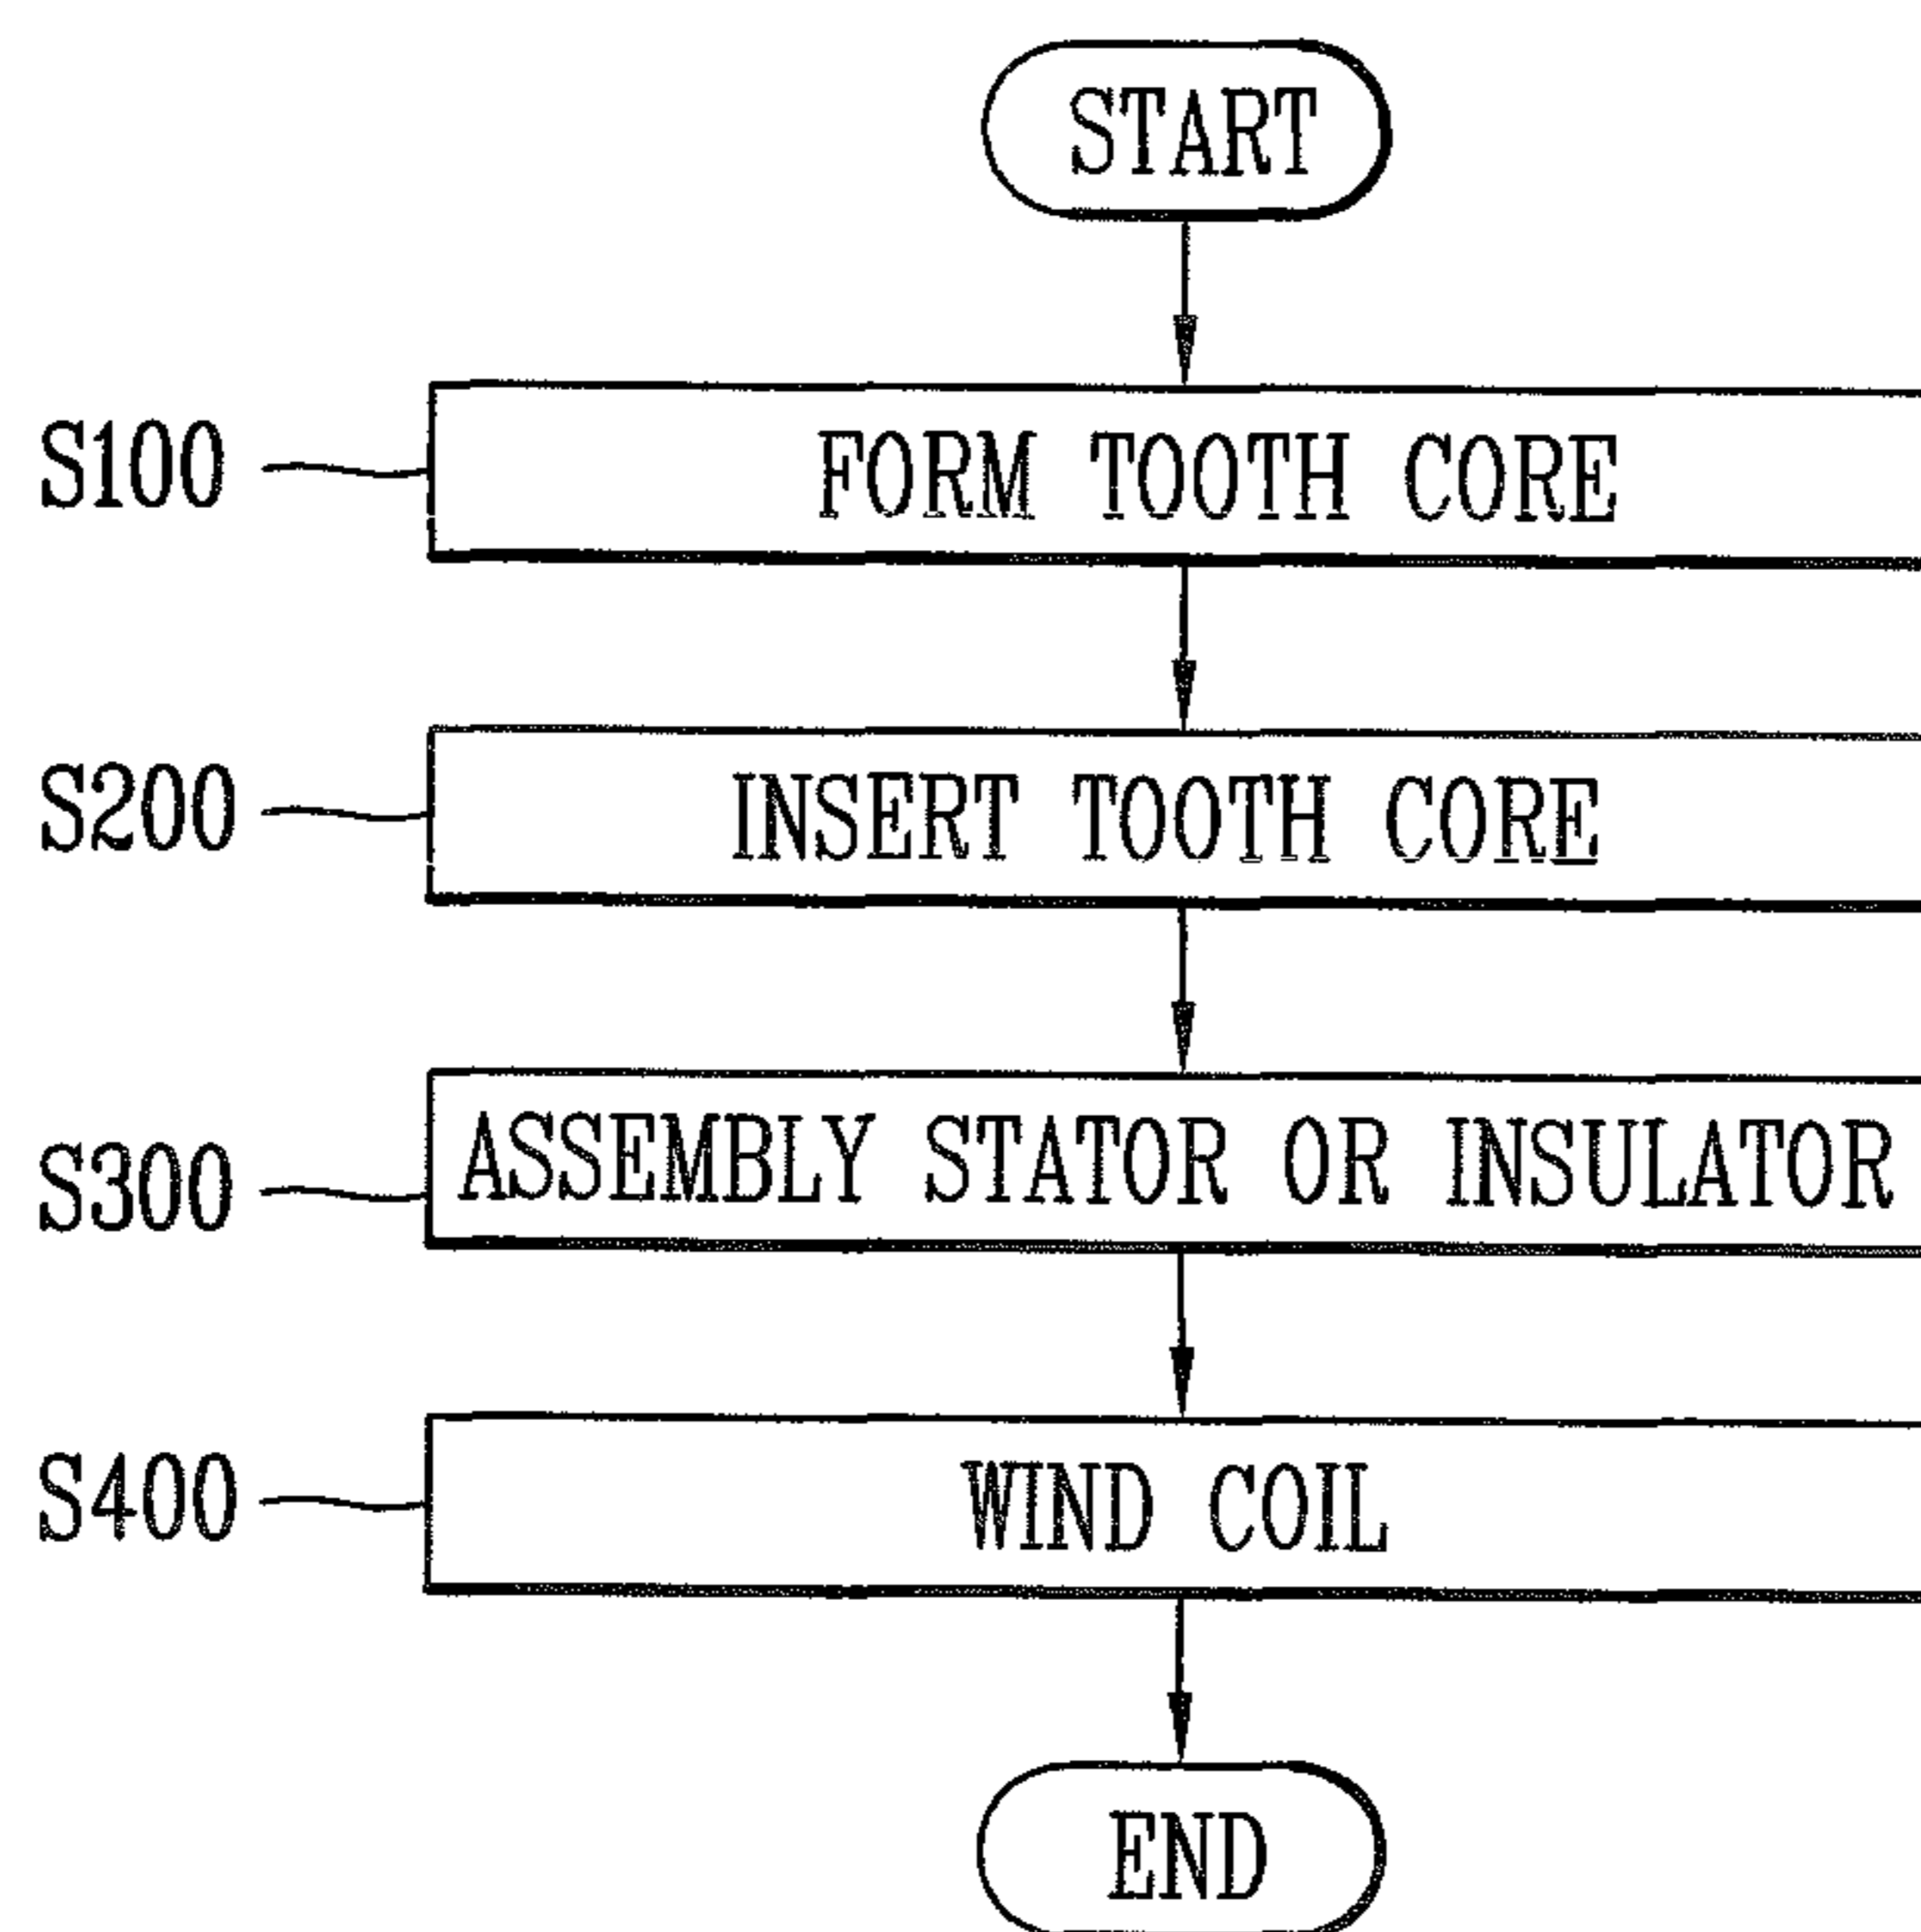 START
S100 FORM TOOTH CORE
S200 INSERT TOOTH CORE
S300 ASSEMBLY STATOR OR INSULATOR
S400 WIND COIL
END